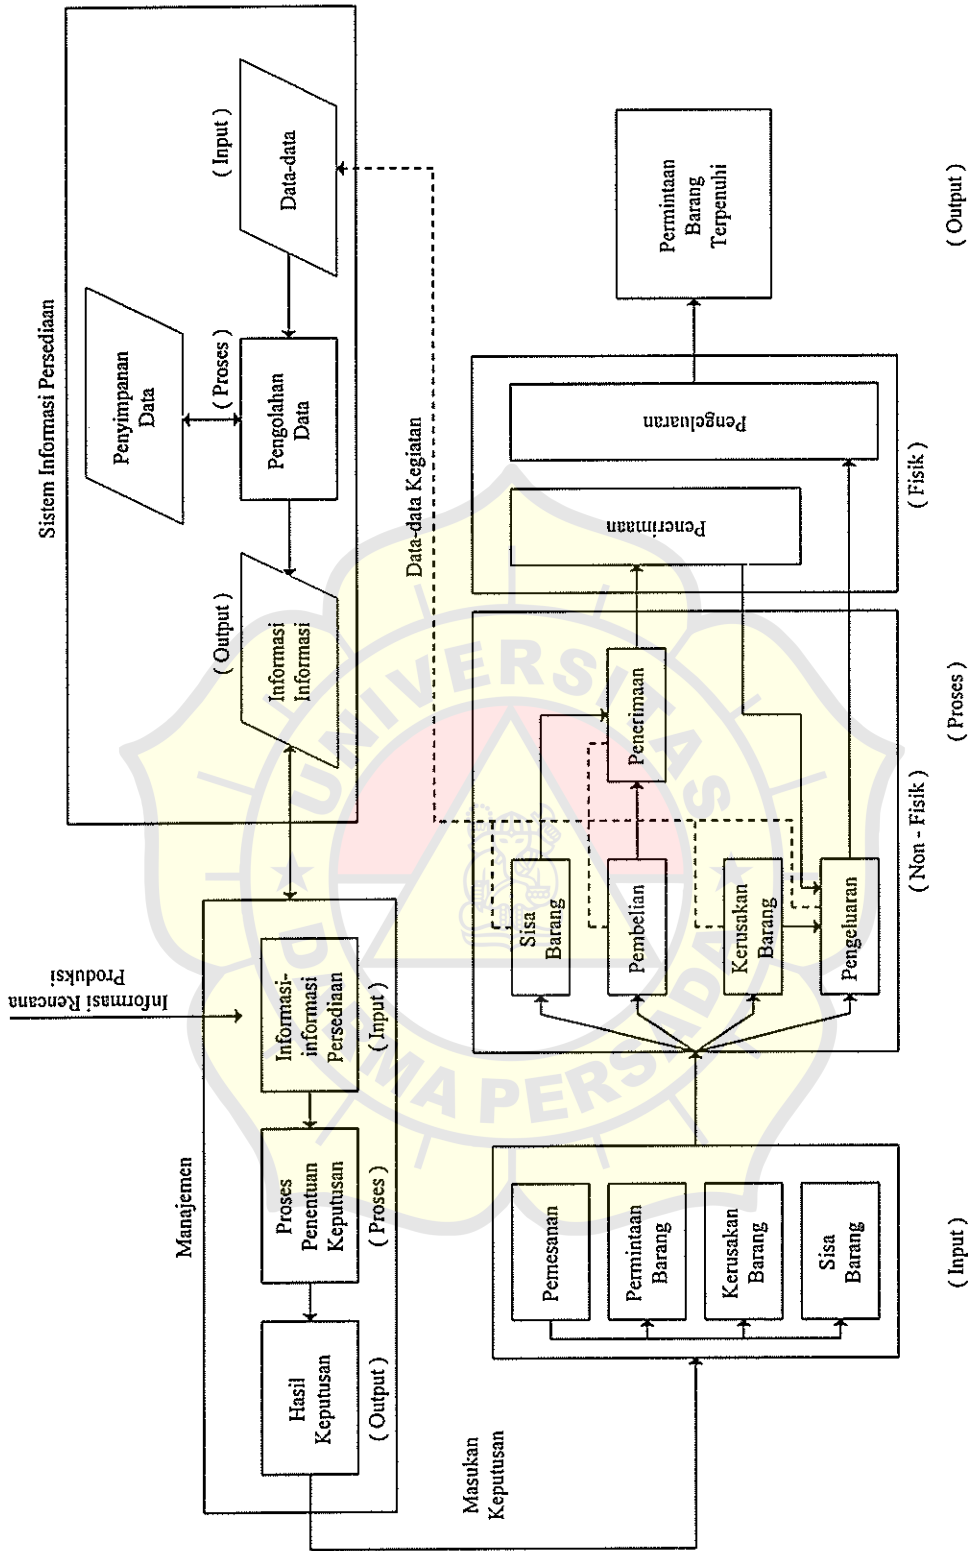 Sistem Informasi Persediaan
Penyimpanan
Data
( Output )
( Proses )
( Input )
Informasi
Informasi
Pengolahan
Data
Data-data
Informasi Rencana
Produksi
Manajemen
Hasil
Keputusan
( Output )
Proses
Penentuan
Keputusan
( Proses )
Informasi-
informasi
Persediaan
( Input )
Data-data Kegiatan
Masukan
Keputusan
Pemesanan
Permintaan
Barang
Kerusakan
Barang
Sisa
Barang
Sisa
Barang
Pembelian
Kerusakan
Barang
Pengeluaran
Penerimaan
Penerimaan
Pengeluaran
Permintaan
Barang
Terpenuhi
( Non - Fisik )
( Fisik )
( Input )
( Proses )
( Output )
UNIVERSITAS
DARMA PERSADA